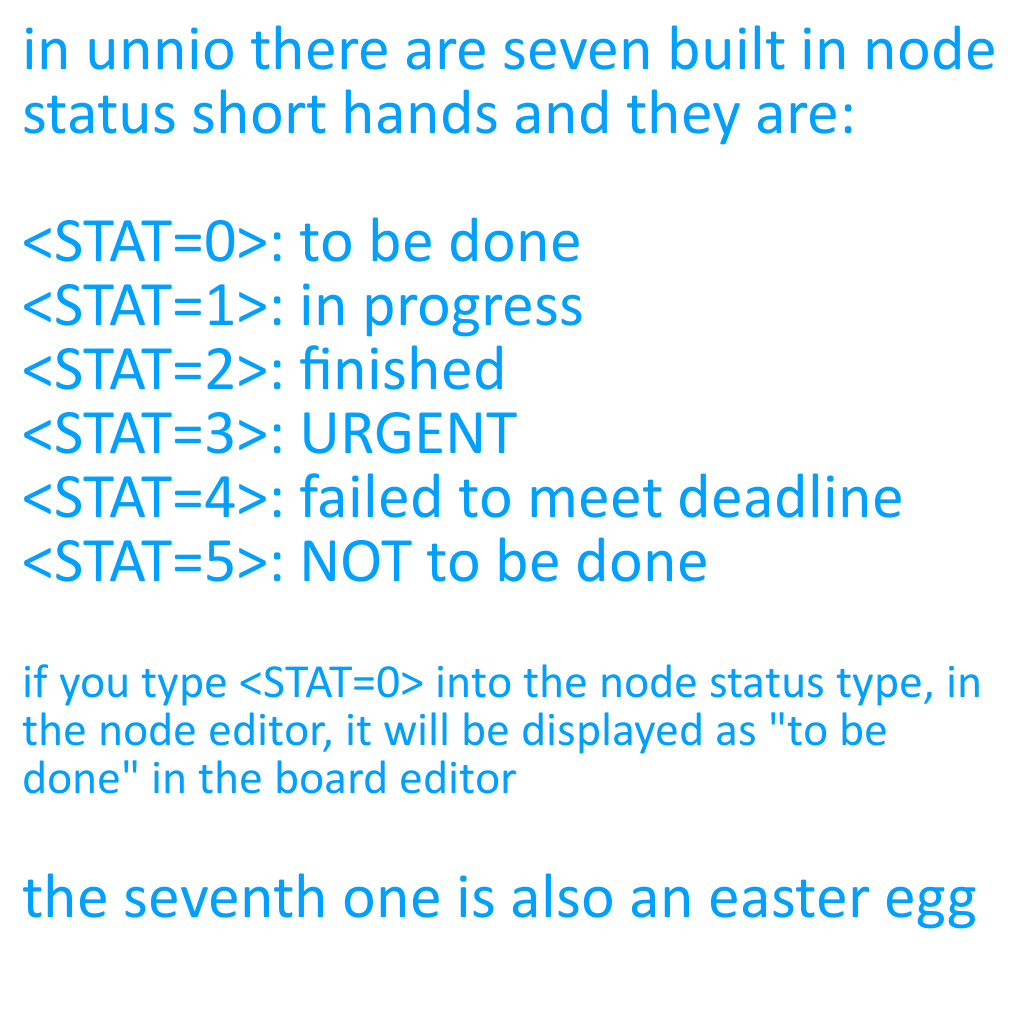 in unnio there are seven built in node
status short hands and they are:
<STAT=0>: to be done
<STAT=1>: in progress
<STAT=2>: finished
<STAT=3>: URGENT
<STAT=4>: failed to meet deadline
<STAT=5>: NOT to be done
if you type <STAT=0> into the node status type, in
the node editor, it will be displayed as "to be
done" in the board editor
the seventh one is also an easter egg